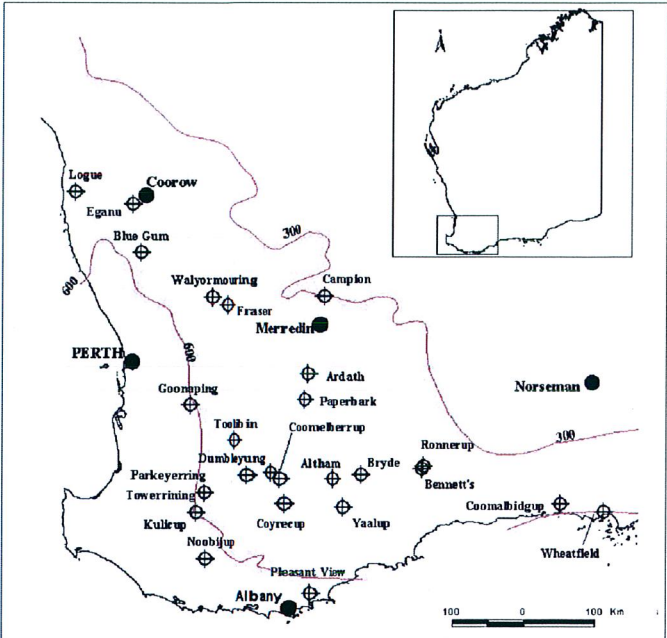 Logue
Coorow
Eganu
Blue Gum
300
600
Walyormouring
Campion
Fraser
Merredin
600
PERTH
Ardath
Norseman
Goonaping
Paperbark
Toolibin
Coomelberrup
300
Dumbleyung
Ronnerup
Altham
Bryde
Parkeyerring
Bennett's
Towerrining
Coomalbidgup
Kulicup
Coyrecup
Yaalup
Noobijup
Wheatfield
Pleasant View
Albany
100 0 100 Km